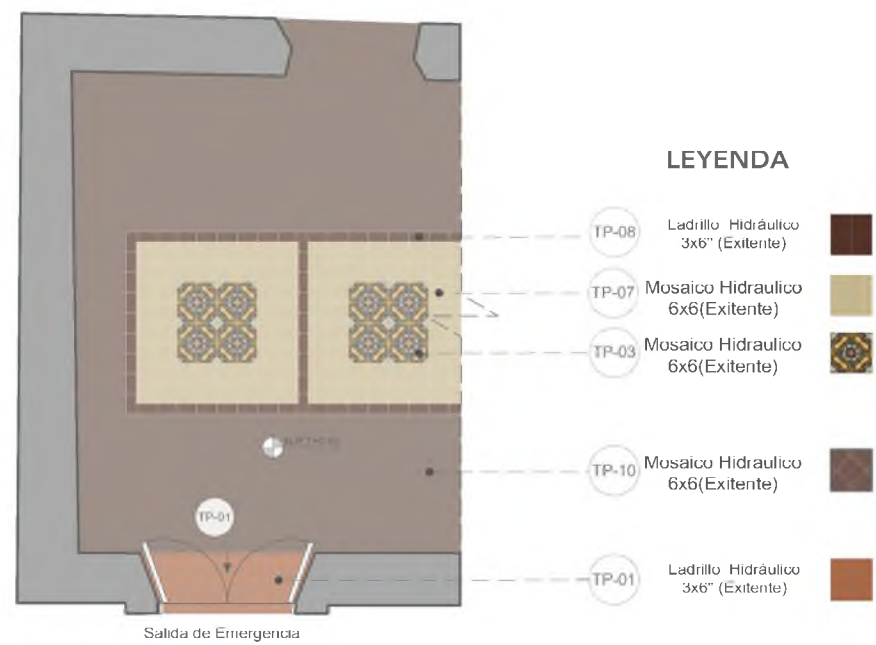 LEYENDA
TP-08
Ladrillo Hidráulico
3x6" (Exitente)
TP-07
Mosaico Hidraulico
6x6(Exitente)
TP-03
Mosaico Hidraulico
6x6(Exitente)
TP-10
Mosaico Hidraulico
6x6(Exitente)
TP-01
TP-01
Ladrillo Hidráulico
3x6" (Exitente)
Salida de Emergencia